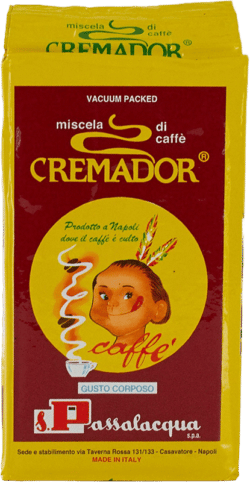 miscela di
caffè
CREMADOR
VACUUM PACKED
miscela di
caffè
CREMADOR®
Prodotto a Napoli
dove il caffè è culto
caffè
GUSTO CORPOSO
S. Passalacqua
S.p.A.
Sede e stabilimento via Taverna Rossa 131/133 - Casavatore - Napoli
MADE IN ITALY